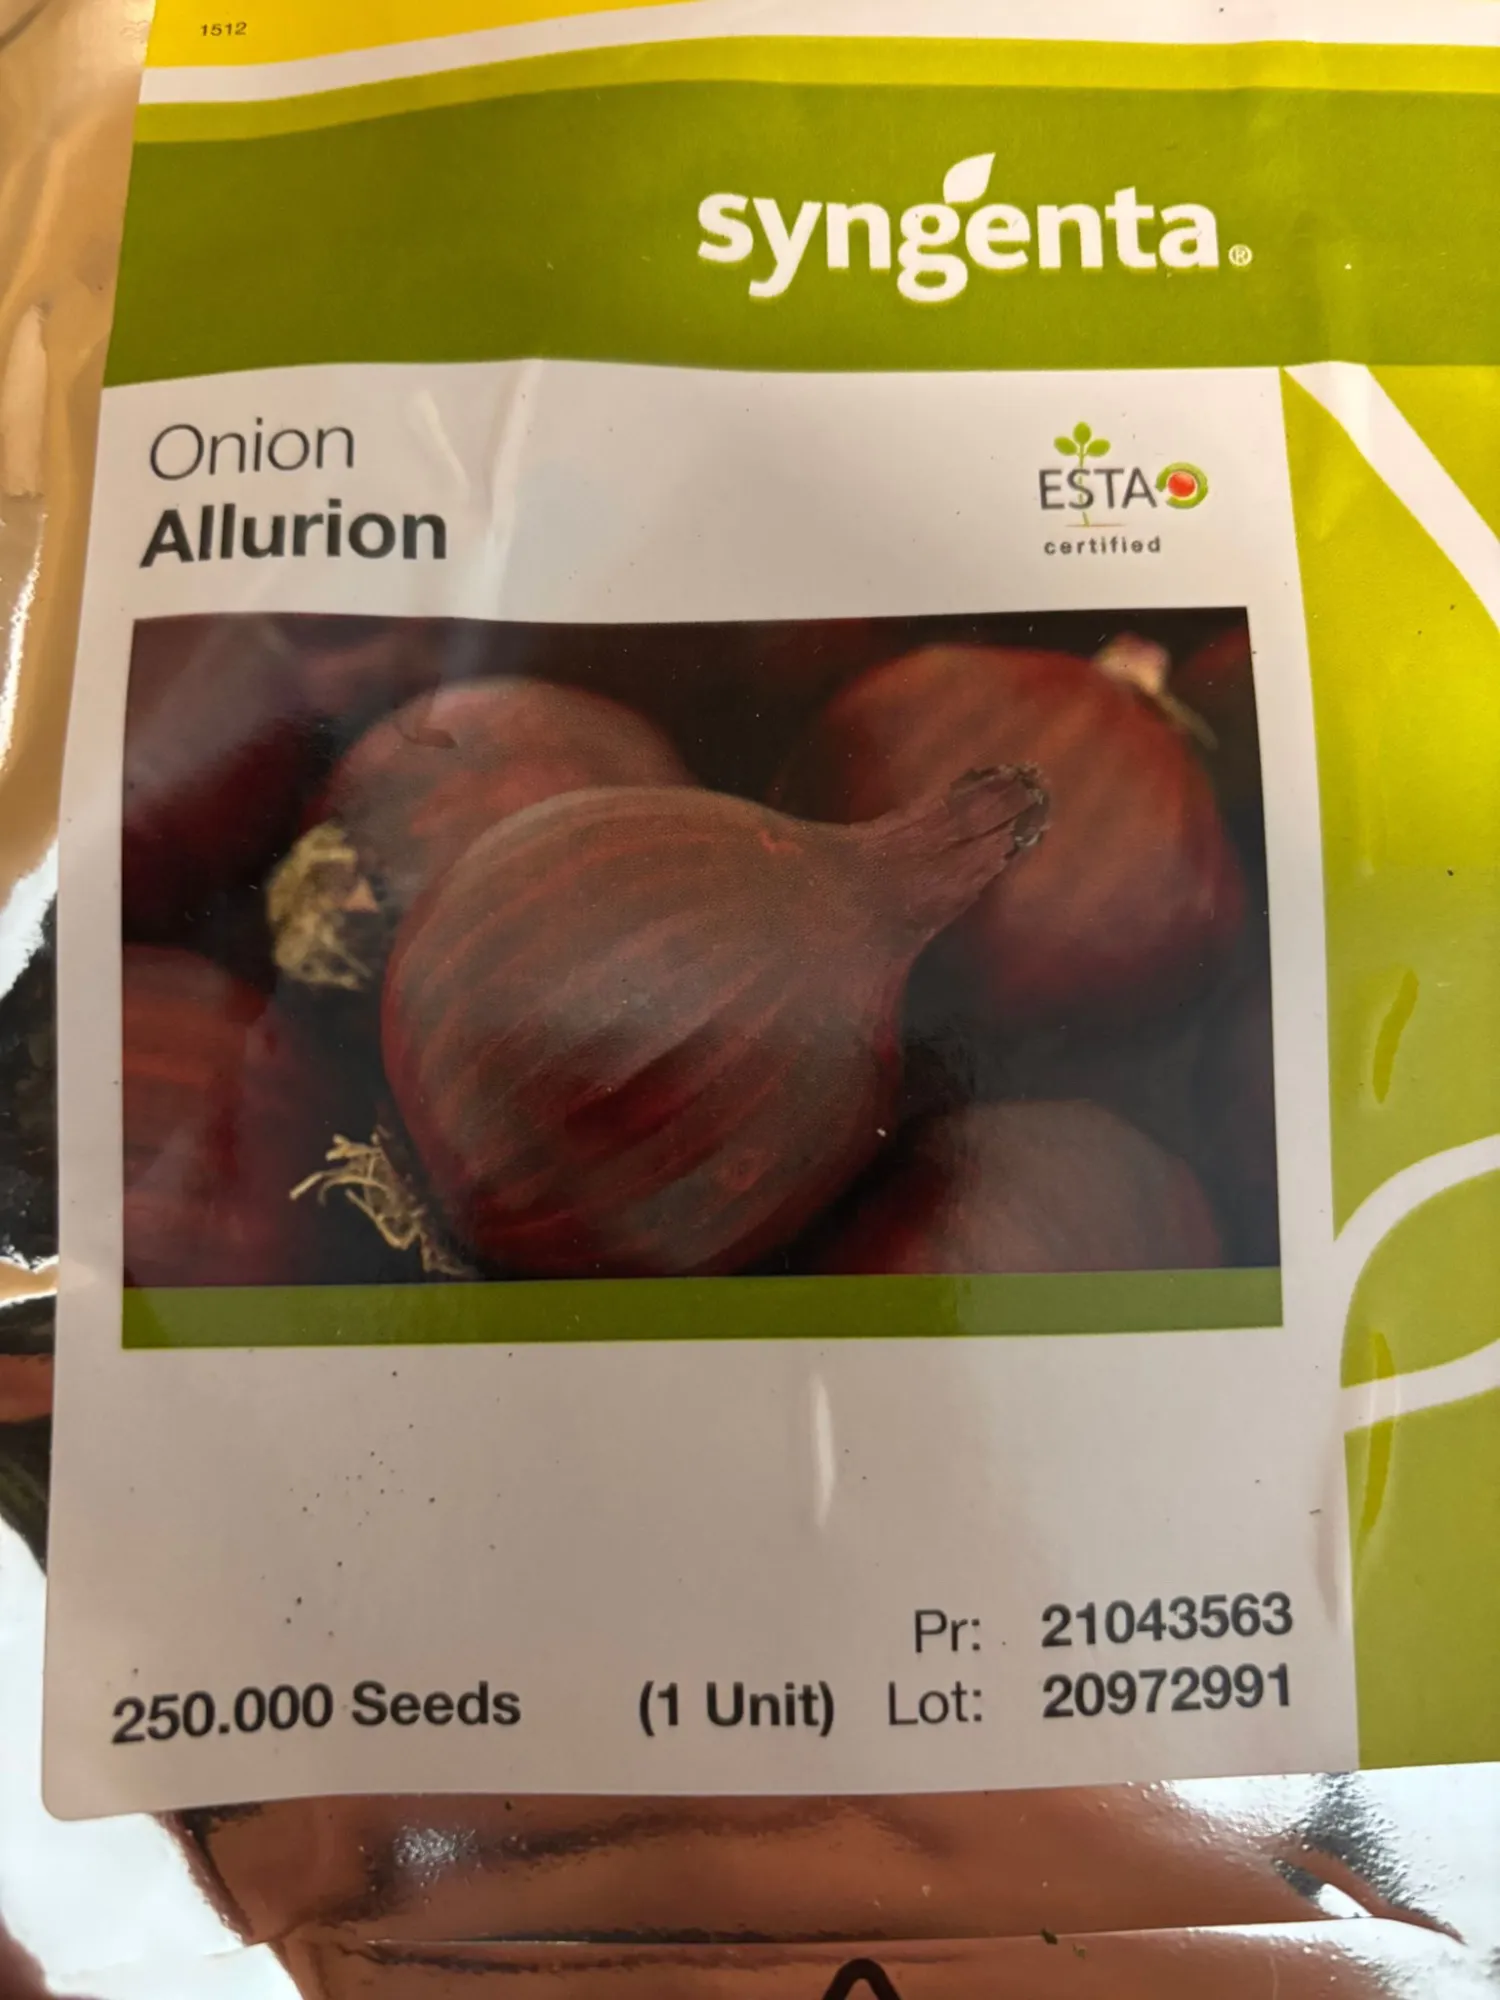 1512
syngenta®
Onion
Allurion
ESTA
certified
Pr: 21043563
250.000 Seeds (1 Unit) Lot: 20972991